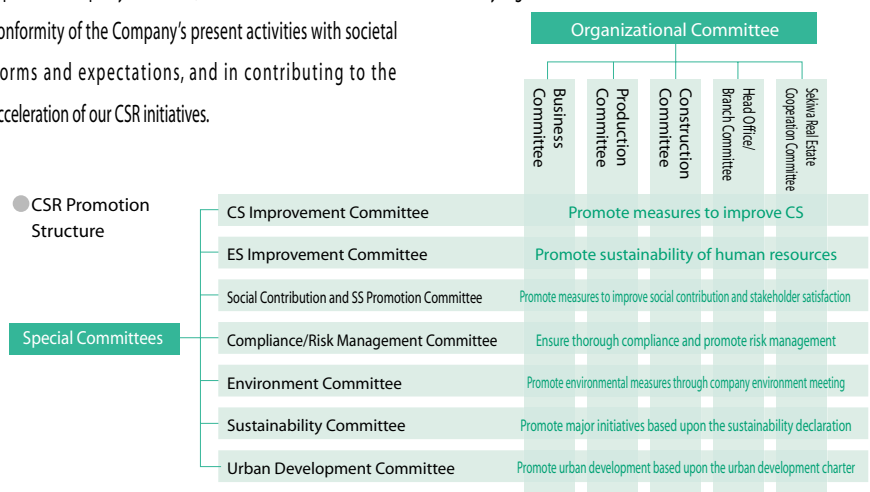 onformity of the Company's present activities with societal
orms and expectations, and in contributing to the
cceleration of our CSR initiatives.
Organizational Committee
Business
Committee
Production
Committee
Construction
Committee
Head Office/
Branch Committee
Sekiwa Real Estate
Cooperation Committee
CSR Promotion
Structure
Special Committees
CS Improvement Committee
Promote measures to improve CS
ES Improvement Committee
Promote sustainability of human resources
Social Contribution and SS Promotion Committee
Promote measures to improve social contribution and stakeholder satisfaction
Compliance/Risk Management Committee
Ensure thorough compliance and promote risk management
Environment Committee
Promote environmental measures through company environment meeting
Sustainability Committee
Promote major initiatives based upon the sustainability declaration
Urban Development Committee
Promote urban development based upon the urban development charter